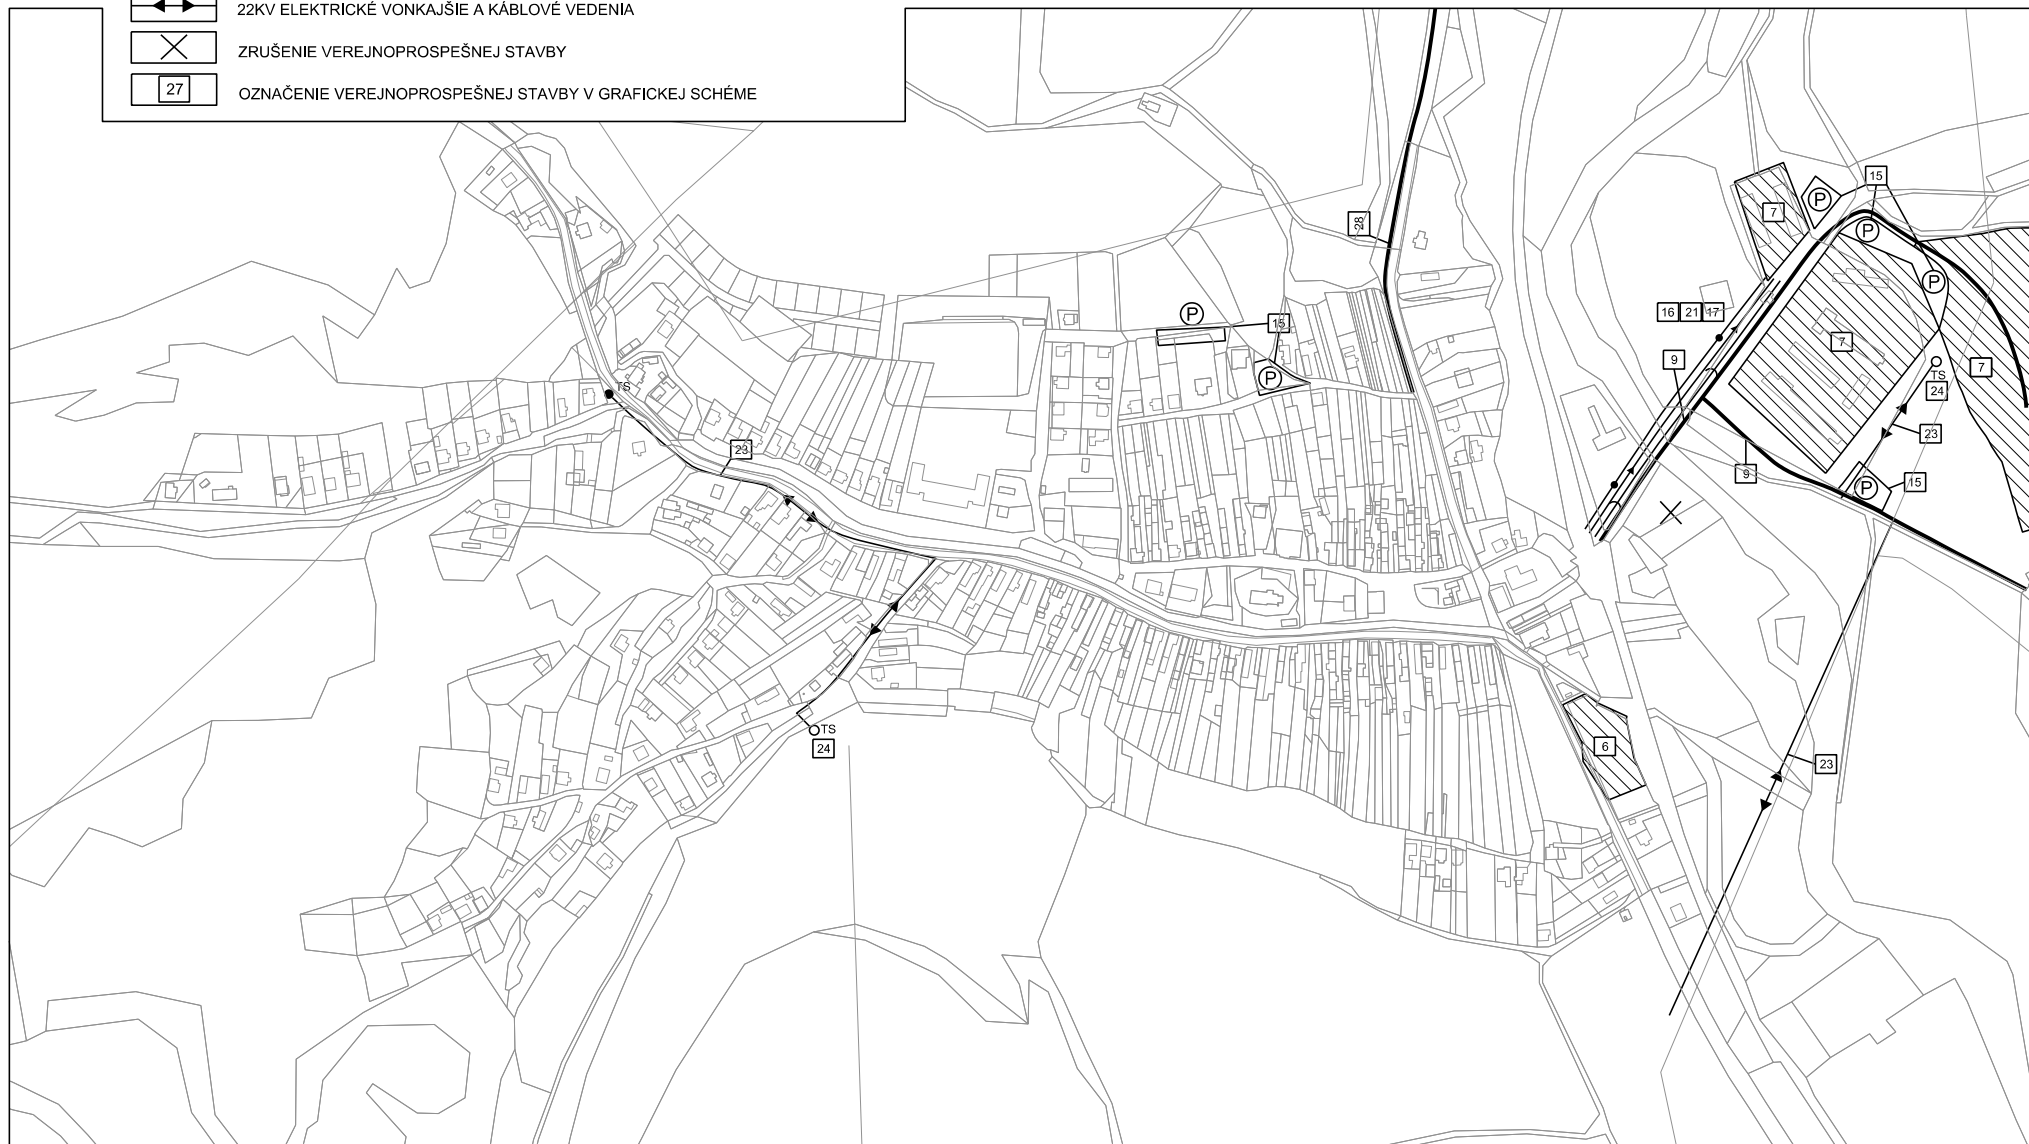 22KV ELEKTRICKÉ VONKAJŠIE A KÁBLOVÉ VEDENIA
ZRUŠENIE VEREJNOPROSPEŠNEJ STAVBY
27 OZNAČENIE VEREJNOPROSPEŠNEJ STAVBY V GRAFICKEJ SCHÉME
15
P
7
28
P
P
P
16 21 17
P
15
7
9
7
TS
P
TS
24
23
23
9
15
P
TS
24
6
23